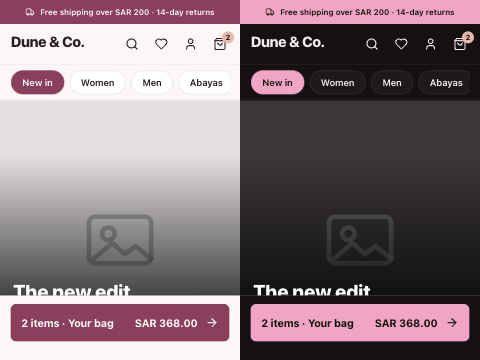 Free shipping over SAR 200 · 14-day returns
Dune & Co.
2
New in
Women
Men
Abayas
The new edit
2 items · Your bag
SAR 368.00
Free shipping over SAR 200 · 14-day returns
Dune & Co.
2
New in
Women
Men
Abayas
The new edit
2 items · Your bag
SAR 368.00